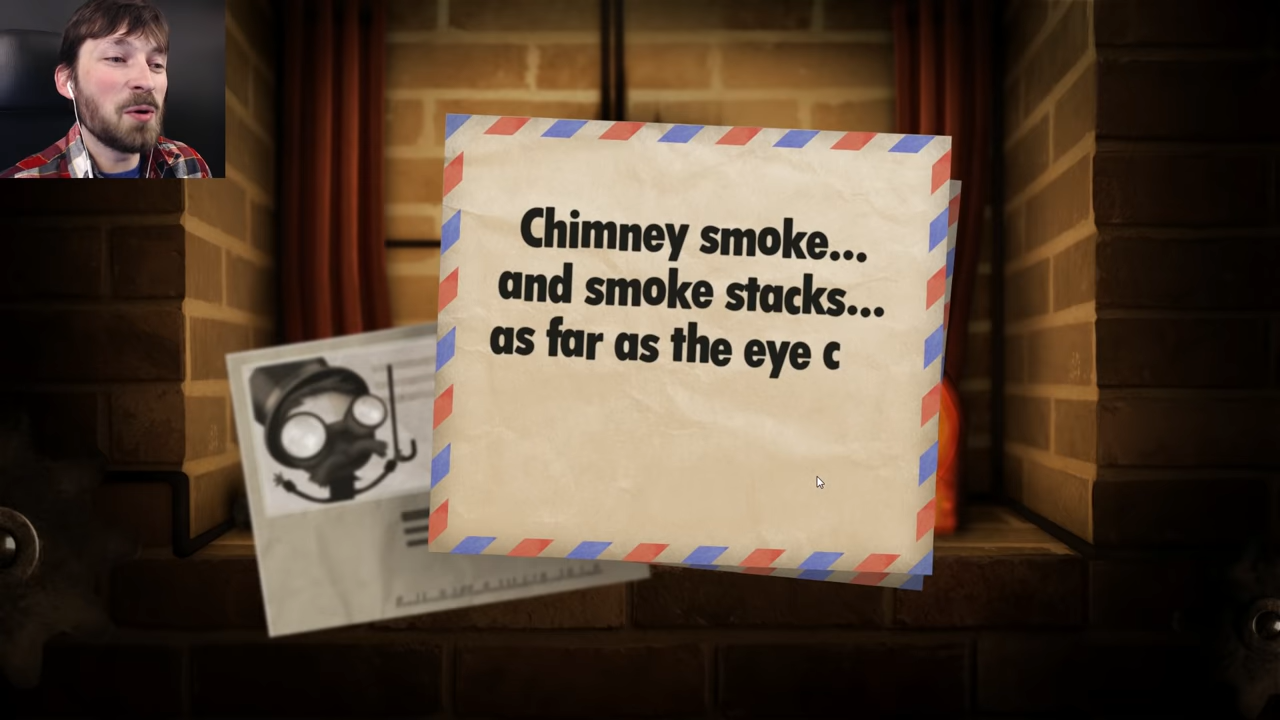 Chimney smoke...
and smoke stacks...
as far as the eye c